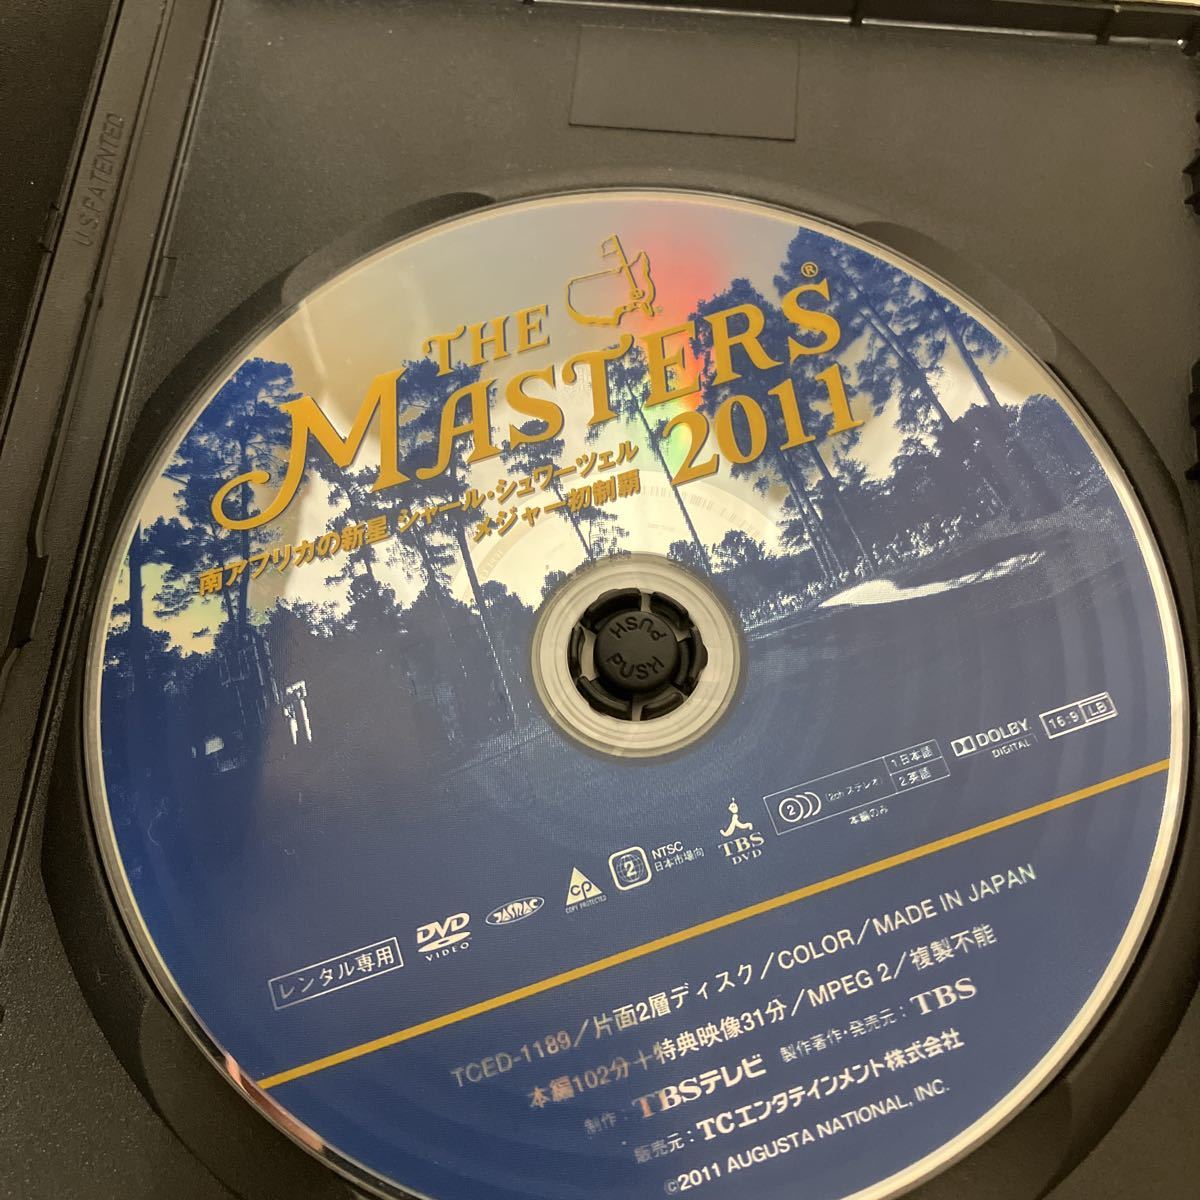 U.S.PATENTED
THE
MASTERS®
2011
南アフリカの新星 シャール・シュワーツェル
メジャー初制覇
PUSH
PUSH
レンタル専用
DVD
VIDEO
JASRAC
CP
COPY PROTECTED
2
NTSC
日本市場向
TBS
DVD
2
(2ch ステレオ)
1.日本語
2.英語
本編のみ
DOLBY
DIGITAL
16:9 LB
TCED-1189/片面2層ディスク/COLOR/MADE IN JAPAN
本編102分+特典映像31分/MPEG 2/複製不能
制作:TBSテレビ 製作著作・発売元:TBS
販売元:TCエンタテインメント株式会社
©2011 AUGUSTA NATIONAL, INC.